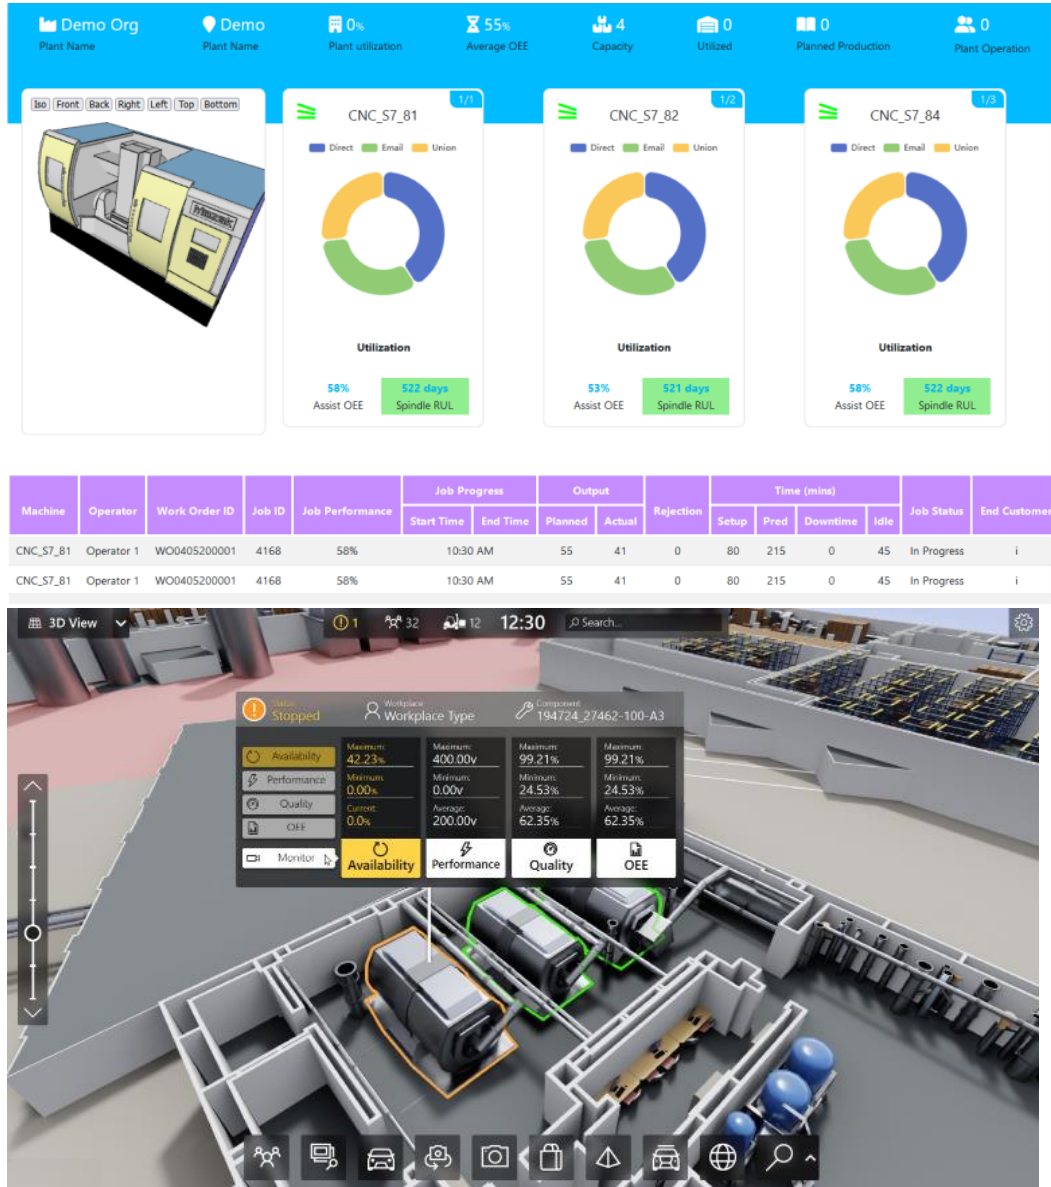 Demo Org Demo 0% 55% 4 0 0 0
Plant Name Plant Name Plant utilization Average OEE Capacity Utilized Planned Production Plant Operation
Iso Front Back Right Left Top Bottom
Mazak
1/1
CNC_S7_81
Direct Email Union
Utilization
58% 522 days
Assist OEE Spindle RUL
1/2
CNC_S7_82
Direct Email Union
Utilization
53% 521 days
Assist OEE Spindle RUL
1/3
CNC_S7_84
Direct Email Union
Utilization
58% 522 days
Assist OEE Spindle RUL
Machine Operator Work Order ID Job ID Job Performance Job Progress Output Rejection Time (mins) Job Status End Customer
Start Time End Time Planned Actual Setup Pred Downtime Idle
CNC_S7_81 Operator 1 WO0405200001 4168 58% 10:30 AM 55 41 0 80 215 0 45 In Progress i
CNC_S7_81 Operator 1 WO0405200001 4168 58% 10:30 AM 55 41 0 80 215 0 45 In Progress i
3D View 1 32 12 12:30 Search...
Status Workplace Component
Stopped Workplace Type 194724_27462-100-A3
Availability
Performance
Quality
OEE
Monitor
Maximum: Maximum: Maximum: Maximum:
42.23% 400.00v 99.21% 99.21%
Minimum: Minimum: Minimum: Minimum:
0.00% 0.00v 24.53% 24.53%
Current: Average: Average: Average:
0.0% 200.00v 62.35% 62.35%
Availability Performance Quality OEE